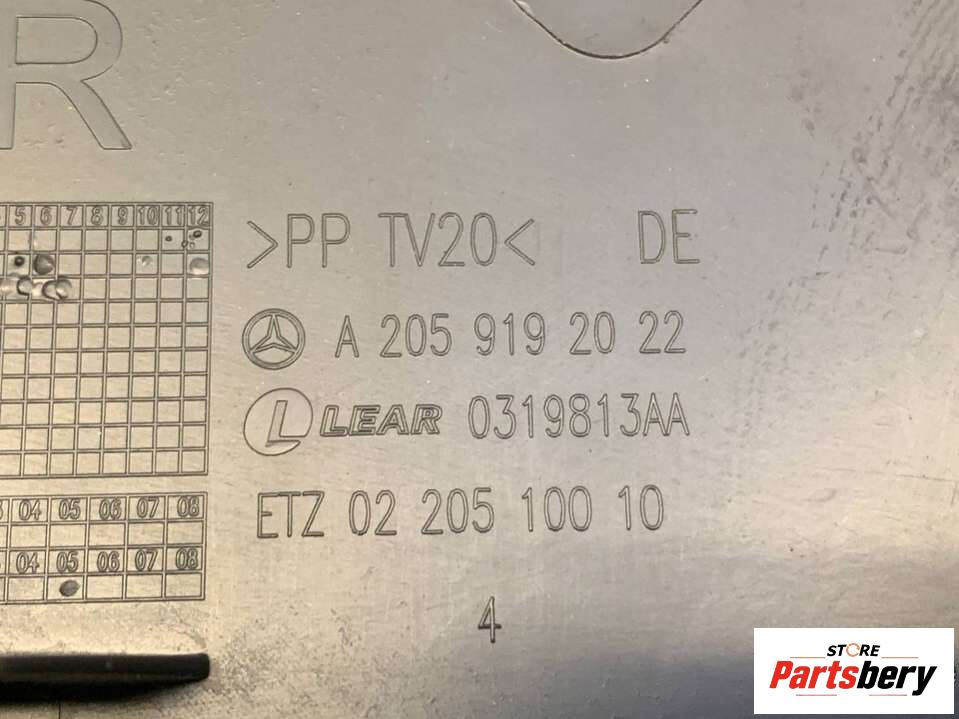 R
5 6 7 8 9 10 11 12
>PP TV20< DE
A 205 919 20 22
L LEAR 0319813AA
ETZ 02 205 100 10
04 05 06 07 08
04 05 06 07 08
4
STORE
Partsbery